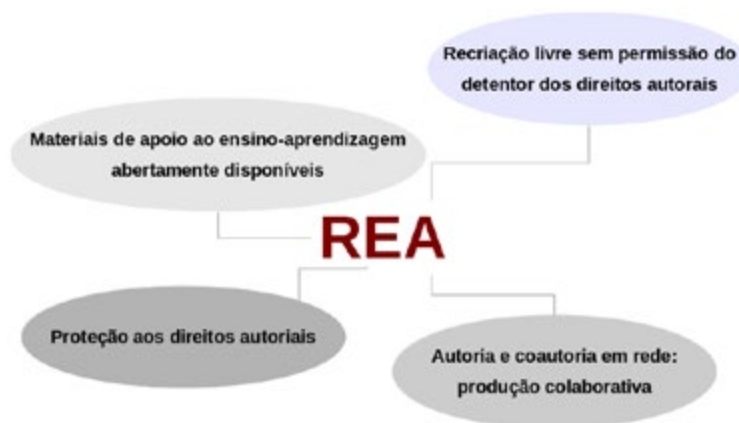 Recriação livre sem permissão do
detentor dos direitos autorais
Materiais de apoio ao ensino-aprendizagem
abertamente disponíveis
REA
Proteção aos direitos autoriais
Autoria e coautoria em rede:
produção colaborativa